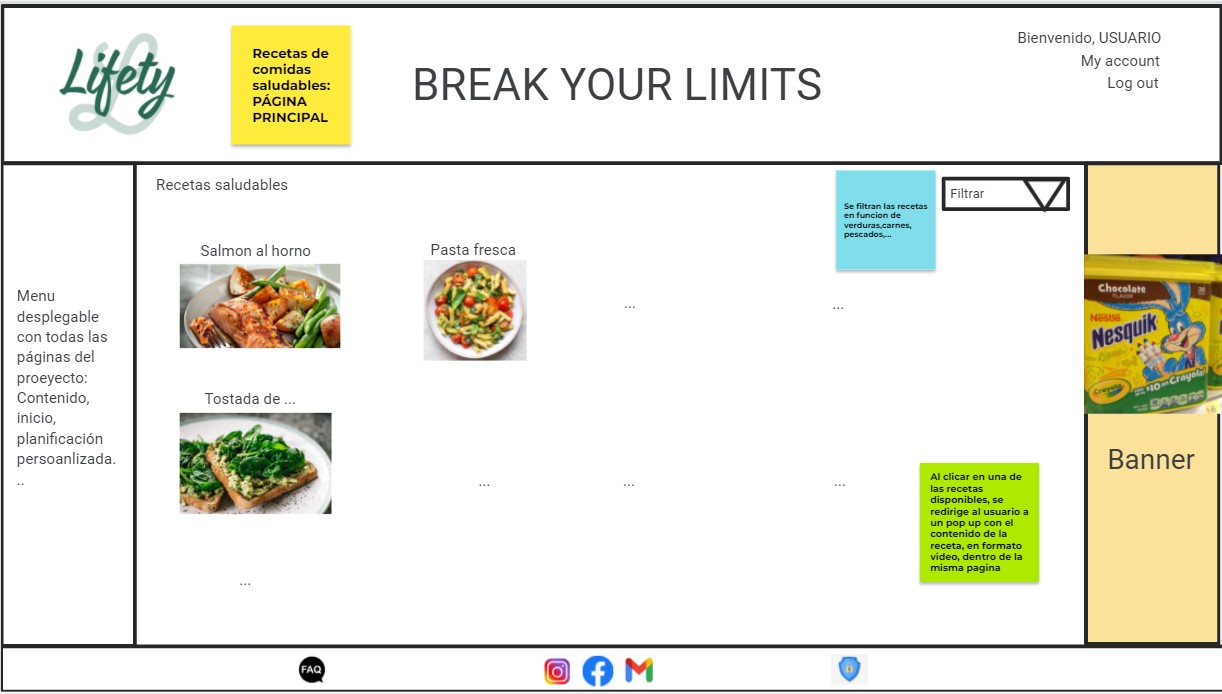 Lifety
Recetas de
comidas
saludables:
PÁGINA
PRINCIPAL
BREAK YOUR LIMITS
Bienvenido, USUARIO
My account
Log out
Menu
desplegable
con todas las
páginas del
proeyecto:
Contenido,
inicio,
planificación
persoanlizada.
..
Recetas saludables
Se filtran las recetas
en funcion de
verduras,carnes,
pescados,...
Filtrar
Salmon al horno
Pasta fresca
...
...
Tostada de ...
...
...
...
Al clicar en una de
las recetas
disponibles, se
redirige al usuario a
un pop up con el
contenido de la
receta, en formato
video, dentro de la
misma pagina
...
Chocolate
FLAVOR
Nestlé
Nesquik
Crayola
$10 on Crayola!
Banner
FAQ